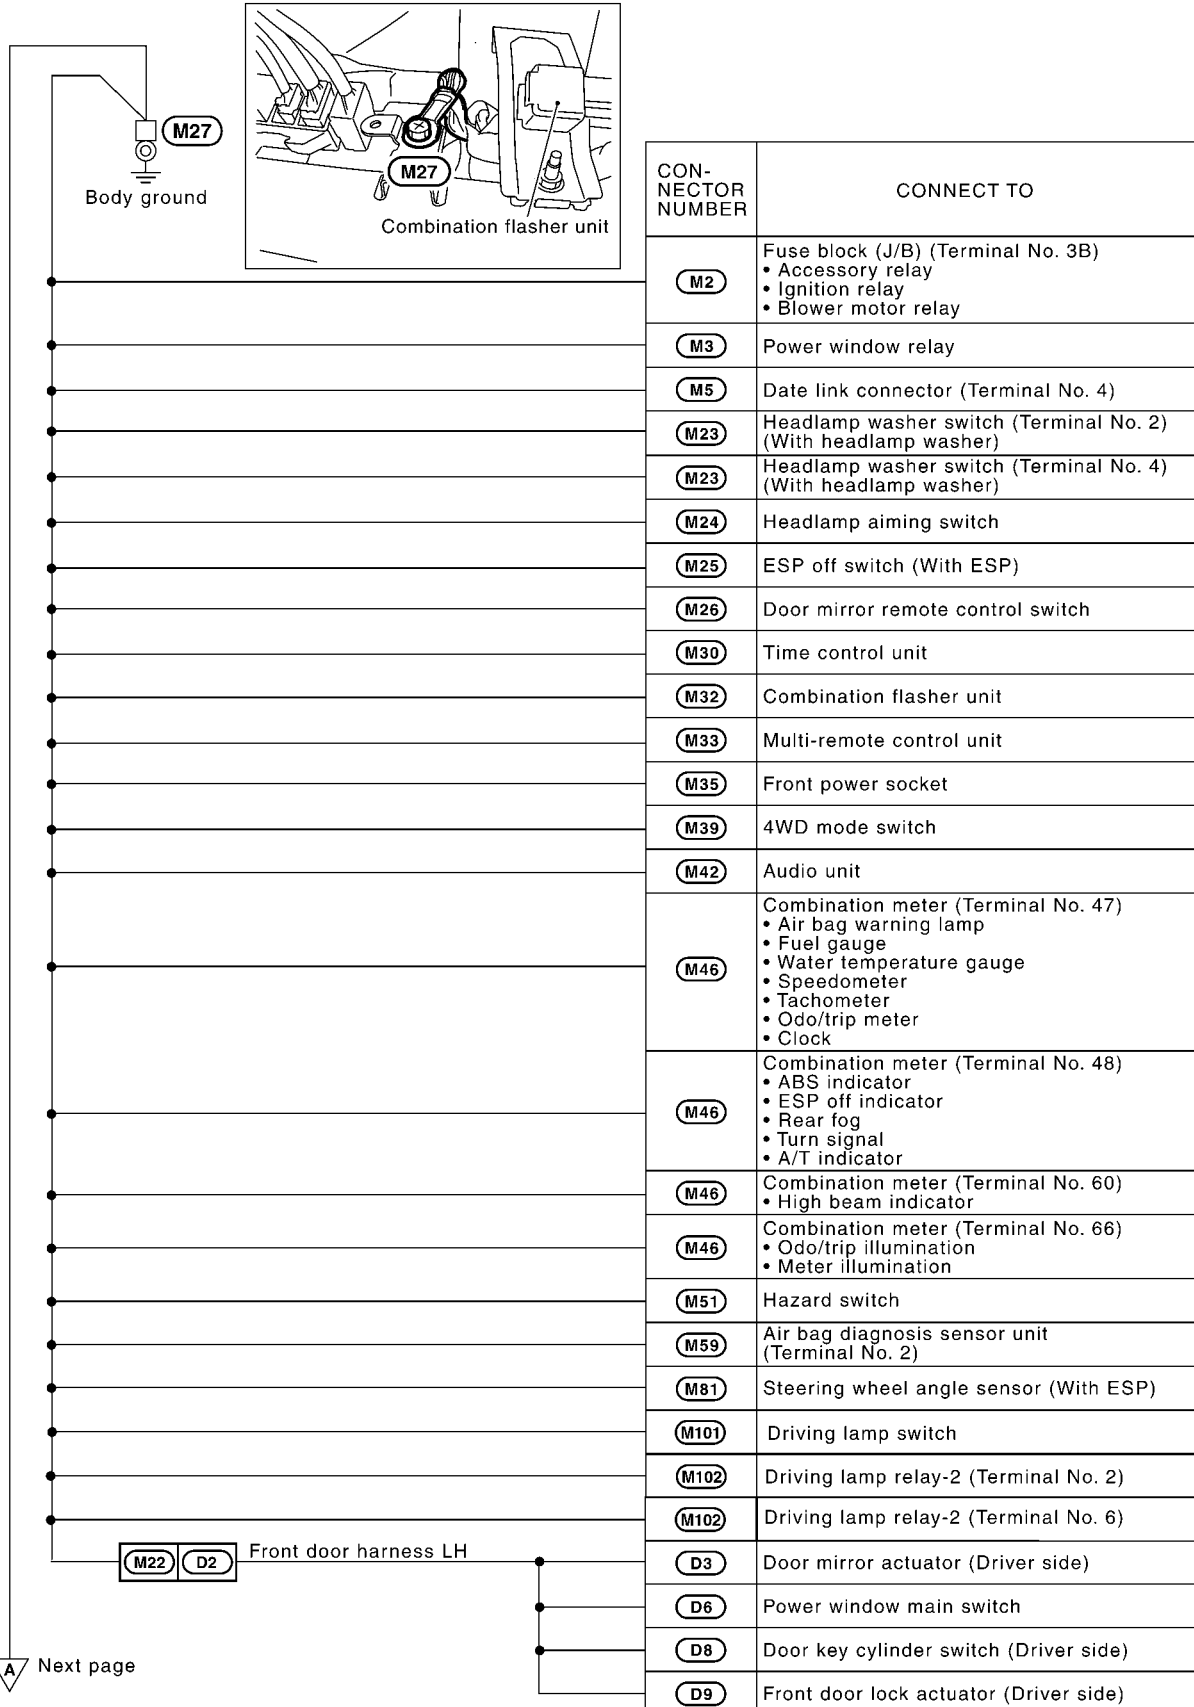 M27
Body ground
M27
Combination flasher unit
CON-
NECTOR
NUMBER
CONNECT TO
M2
Fuse block (J/B) (Terminal No. 3B)
• Accessory relay
• Ignition relay
• Blower motor relay
M3
Power window relay
M5
Date link connector (Terminal No. 4)
M23
Headlamp washer switch (Terminal No. 2)
(With headlamp washer)
M23
Headlamp washer switch (Terminal No. 4)
(With headlamp washer)
M24
Headlamp aiming switch
M25
ESP off switch (With ESP)
M26
Door mirror remote control switch
M30
Time control unit
M32
Combination flasher unit
M33
Multi-remote control unit
M35
Front power socket
M39
4WD mode switch
M42
Audio unit
M46
Combination meter (Terminal No. 47)
• Air bag warning lamp
• Fuel gauge
• Water temperature gauge
• Speedometer
• Tachometer
• Odo/trip meter
• Clock
M46
Combination meter (Terminal No. 48)
• ABS indicator
• ESP off indicator
• Rear fog
• Turn signal
• A/T indicator
M46
Combination meter (Terminal No. 60)
• High beam indicator
M46
Combination meter (Terminal No. 66)
• Odo/trip illumination
• Meter illumination
M51
Hazard switch
M59
Air bag diagnosis sensor unit
(Terminal No. 2)
M81
Steering wheel angle sensor (With ESP)
M101
Driving lamp switch
M102
Driving lamp relay-2 (Terminal No. 2)
M102
Driving lamp relay-2 (Terminal No. 6)
M22 D2 Front door harness LH
D3
Door mirror actuator (Driver side)
D6
Power window main switch
D8
Door key cylinder switch (Driver side)
D9
Front door lock actuator (Driver side)
A Next page